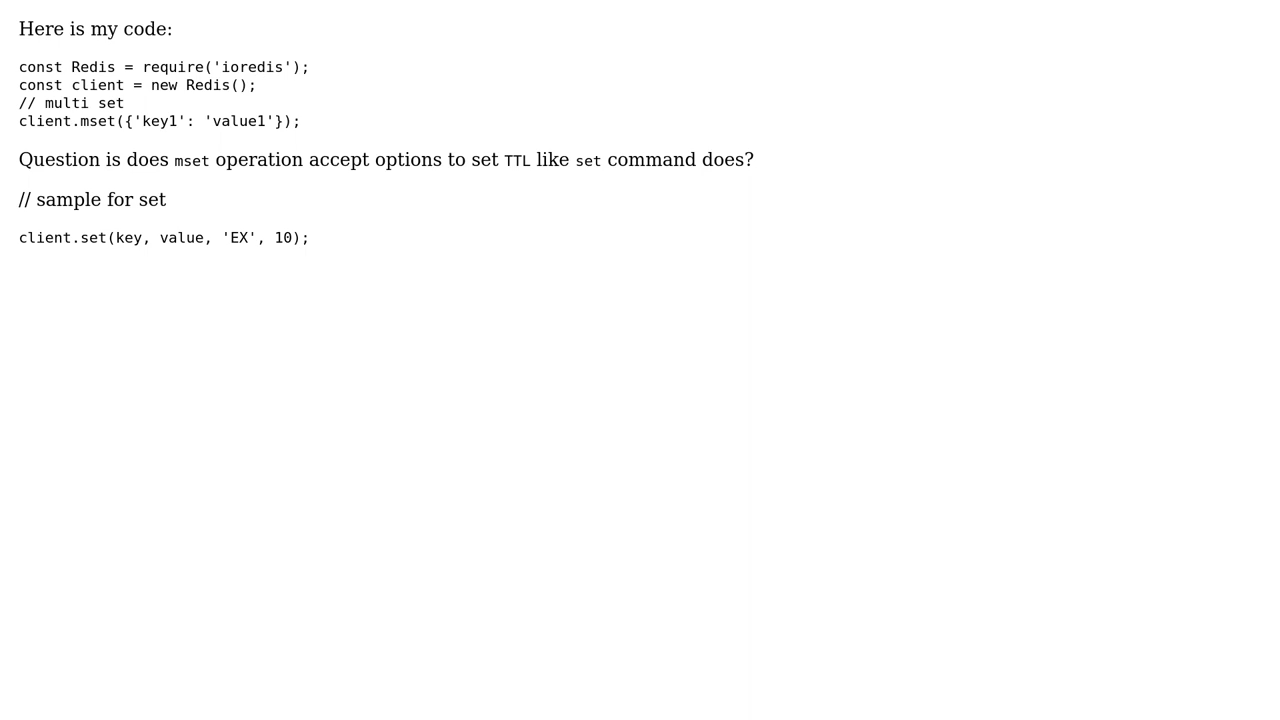 Here is my code:
const Redis = require('ioredis');
const client = new Redis();
// multi set
client.mset({'key1': 'value1'});
Question is does mset operation accept options to set TTL like set command does?
// sample for set
client.set(key, value, 'EX', 10);